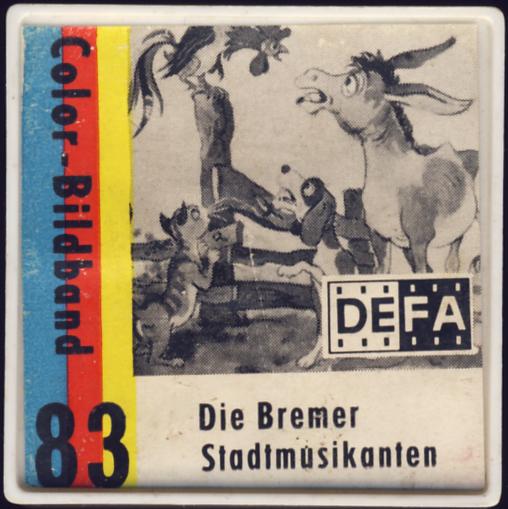 Color-Bildband
83
DEFA
Die Bremer
Stadtmusikanten